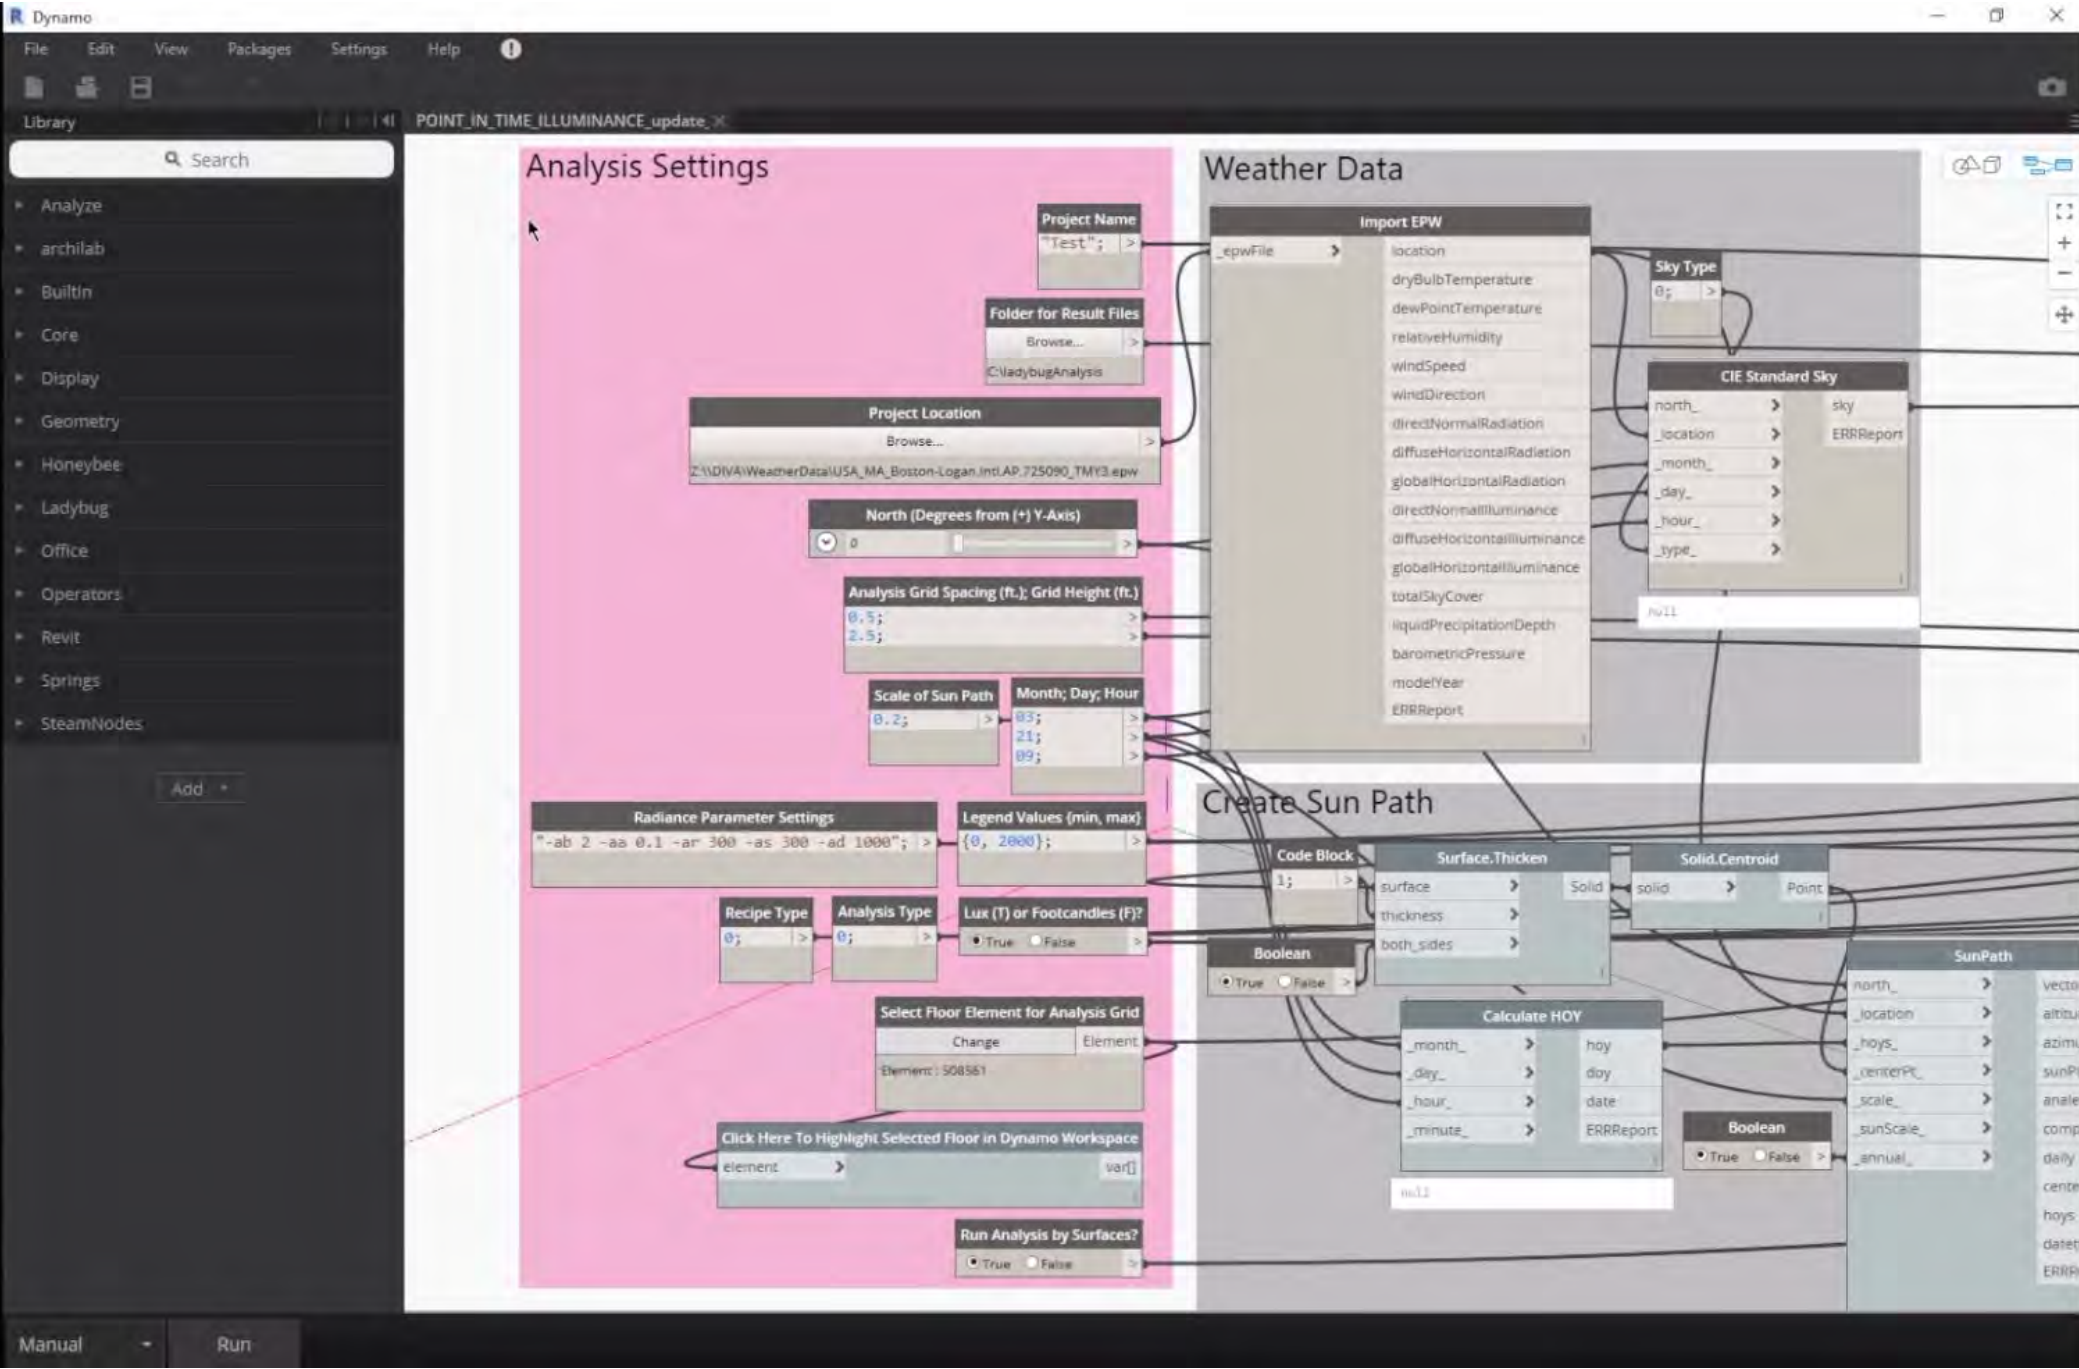 Dynamo
File Edit View Packages Settings Help
Library
POINT_IN_TIME_ILLUMINANCE_update_
Search
Analyze
archilab
BuiltIn
Core
Display
Geometry
Honeybee
Ladybug
Office
Operators
Revit
Springs
SteamNodes
Add
Analysis Settings
Project Name
"Test"; >
Folder for Result Files
Browse... >
C:\ladybugAnalysis
Project Location
Browse... >
Z:\\DIVA\WeatherData\USA_MA_Boston-Logan.Intl.AP.725090_TMY3.epw
North (Degrees from (+) Y-Axis)
0 >
Analysis Grid Spacing (ft.); Grid Height (ft.)
0.5; >
2.5; >
Scale of Sun Path
0.2; >
Month; Day; Hour
03; >
21; >
09; >
Radiance Parameter Settings
"-ab 2 -aa 0.1 -ar 300 -as 300 -ad 1000"; >
Legend Values {min, max}
{0, 2000}; >
Recipe Type
0; >
Analysis Type
0; >
Lux (T) or Footcandles (F)?
True False >
Select Floor Element for Analysis Grid
Change Element
Element : 508561
Click Here To Highlight Selected Floor in Dynamo Workspace
element > var[]
Run Analysis by Surfaces?
True False >
Weather Data
Import EPW
_epwFile > location
dryBulbTemperature
dewPointTemperature
relativeHumidity
windSpeed
windDirection
directNormalRadiation
diffuseHorizontalRadiation
globalHorizontalRadiation
directNormalIlluminance
diffuseHorizontalIlluminance
globalHorizontalIlluminance
totalSkyCover
liquidPrecipitationDepth
barometricPressure
modelYear
ERRReport
Sky Type
0; >
CIE Standard Sky
north_ > sky
_location > ERRReport
_month_ >
_day_ >
_hour_ >
_type_ >
null
Create Sun Path
Code Block
1; >
Surface.Thicken
surface > Solid
thickness >
both_sides >
Solid.Centroid
solid > Point
Boolean
True False >
Calculate HOY
_month_ > hoy
_day_ > doy
_hour_ > date
_minute_ > ERRReport
null
Boolean
True False >
SunPath
north_ > vecto
_location > altitu
_hoys_ > azimu
_centerPt_ > sunP
_scale_ > anale
_sunScale_ > comp
_annual_ > daily
cente
hoys
datet
ERRR
Manual Run